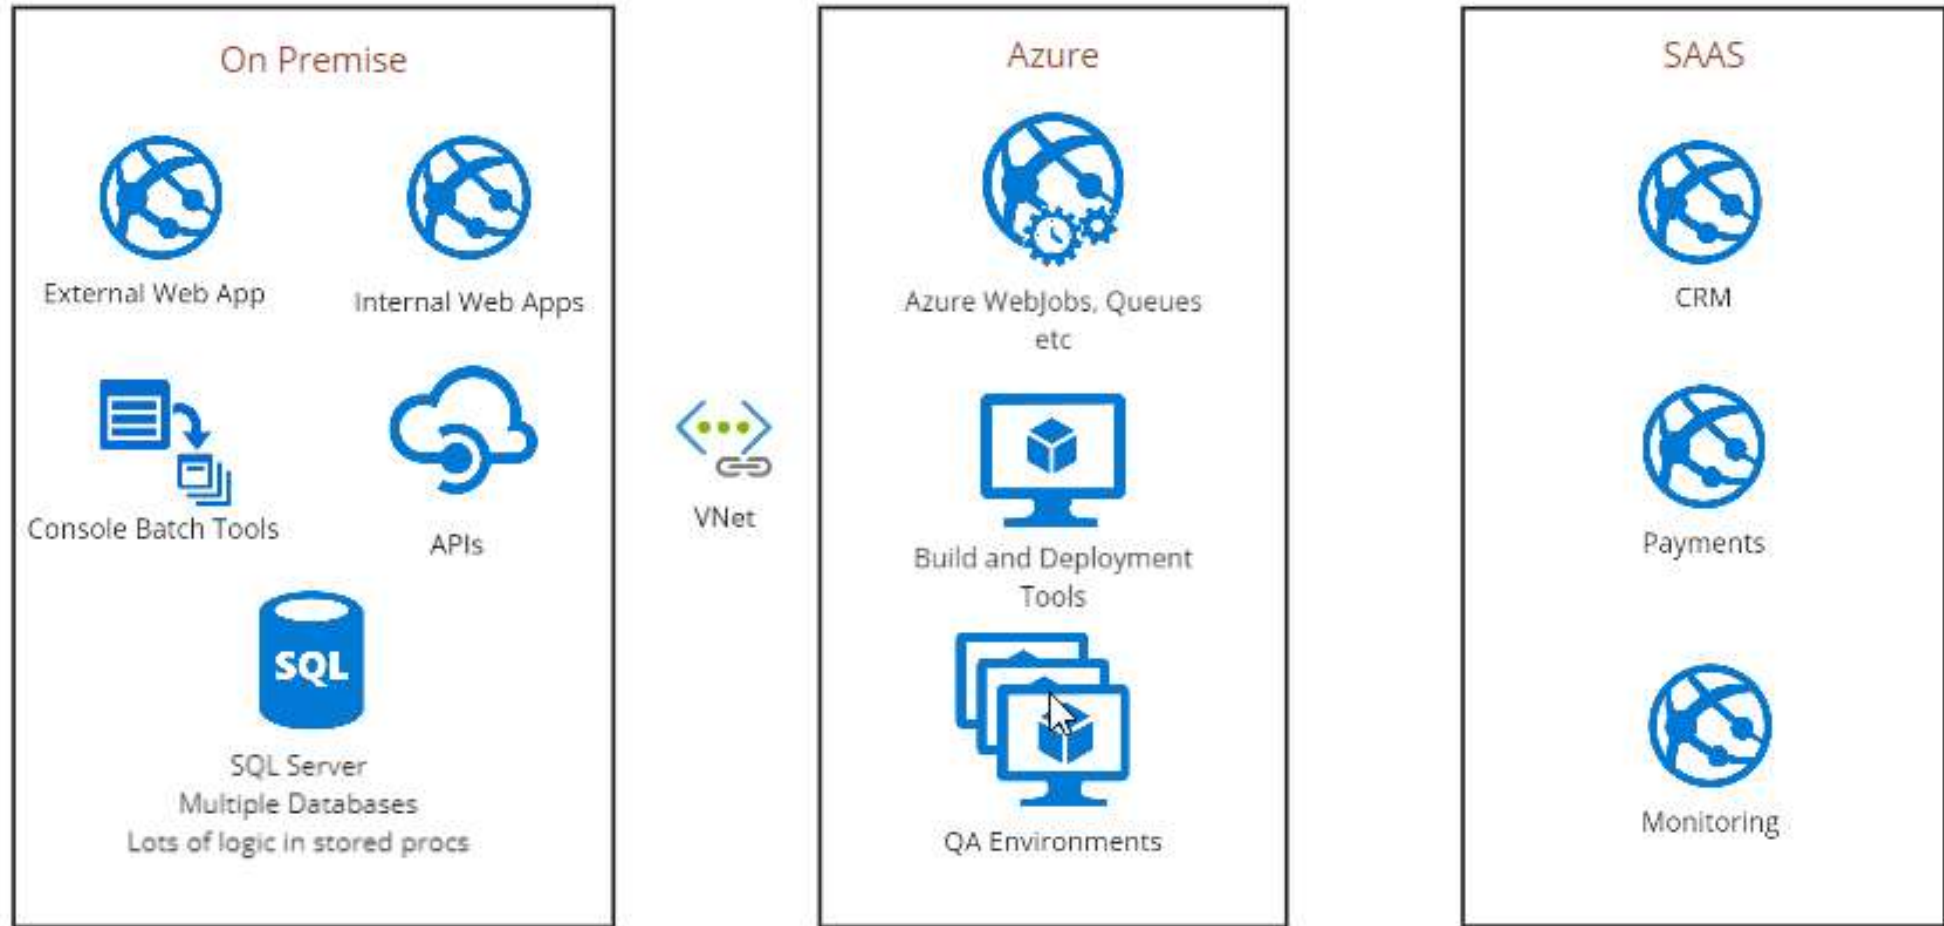 On Premise
External Web App
Internal Web Apps
Console Batch Tools
APIs
SQL
SQL Server
Multiple Databases
Lots of logic in stored procs
VNet
Azure
Azure WebJobs, Queues
etc
Build and Deployment
Tools
QA Environments
SAAS
CRM
Payments
Monitoring